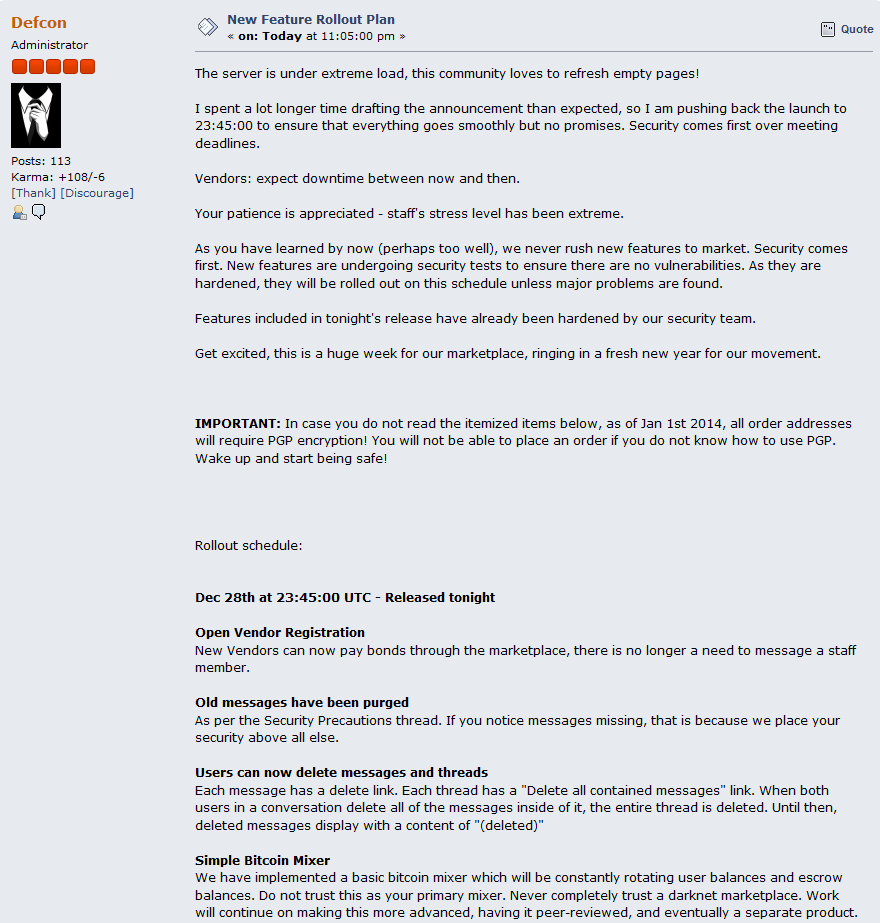 Defcon
Administrator
Posts: 113
Karma: +108/-6
[Thank] [Discourage]
New Feature Rollout Plan
« on: Today at 11:05:00 pm »
Quote
The server is under extreme load, this community loves to refresh empty pages!
I spent a lot longer time drafting the announcement than expected, so I am pushing back the launch to
23:45:00 to ensure that everything goes smoothly but no promises. Security comes first over meeting
deadlines.
Vendors: expect downtime between now and then.
Your patience is appreciated - staff's stress level has been extreme.
As you have learned by now (perhaps too well), we never rush new features to market. Security comes
first. New features are undergoing security tests to ensure there are no vulnerabilities. As they are
hardened, they will be rolled out on this schedule unless major problems are found.
Features included in tonight's release have already been hardened by our security team.
Get excited, this is a huge week for our marketplace, ringing in a fresh new year for our movement.
IMPORTANT: In case you do not read the itemized items below, as of Jan 1st 2014, all order addresses
will require PGP encryption! You will not be able to place an order if you do not know how to use PGP.
Wake up and start being safe!
Rollout schedule:
Dec 28th at 23:45:00 UTC - Released tonight
Open Vendor Registration
New Vendors can now pay bonds through the marketplace, there is no longer a need to message a staff
member.
Old messages have been purged
As per the Security Precautions thread. If you notice messages missing, that is because we place your
security above all else.
Users can now delete messages and threads
Each message has a delete link. Each thread has a "Delete all contained messages" link. When both
users in a conversation delete all of the messages inside of it, the entire thread is deleted. Until then,
deleted messages display with a content of "(deleted)"
Simple Bitcoin Mixer
We have implemented a basic bitcoin mixer which will be constantly rotating user balances and escrow
balances. Do not trust this as your primary mixer. Never completely trust a darknet marketplace. Work
will continue on making this more advanced, having it peer-reviewed, and eventually a separate product.